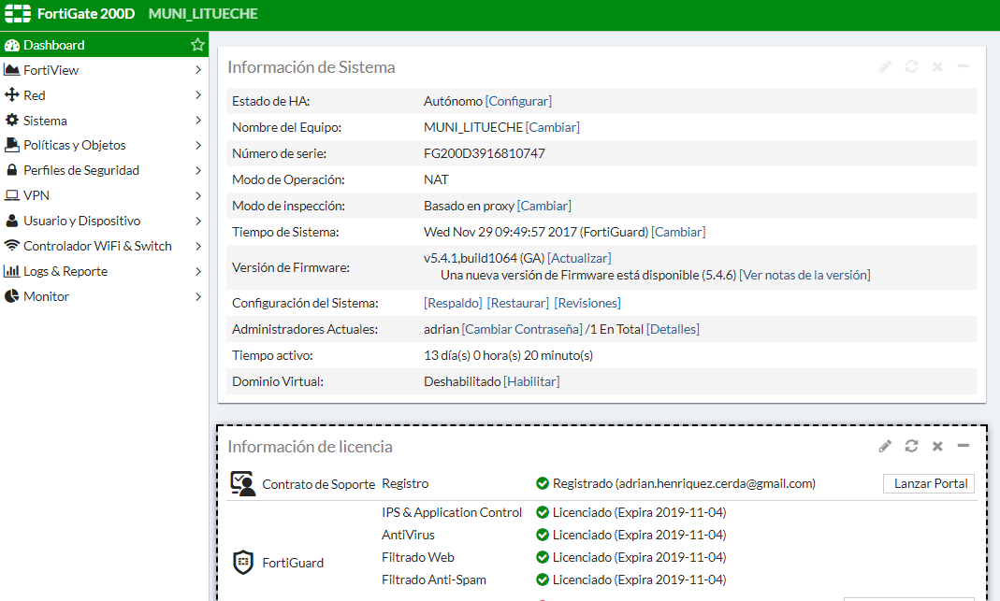 FortiGate 200D MUNI_LITUECHE
Dashboard
FortiView
Red
Sistema
Políticas y Objetos
Perfiles de Seguridad
VPN
Usuario y Dispositivo
Controlador WiFi & Switch
Logs & Reporte
Monitor
Información de Sistema
Estado de HA: Autónomo [Configurar]
Nombre del Equipo: MUNI_LITUECHE [Cambiar]
Número de serie: FG200D3916810747
Modo de Operación: NAT
Modo de inspección: Basado en proxy [Cambiar]
Tiempo de Sistema: Wed Nov 29 09:49:57 2017 (FortiGuard) [Cambiar]
Versión de Firmware: v5.4.1,build1064 (GA) [Actualizar]
Una nueva versión de Firmware está disponible (5.4.6) [Ver notas de la versión]
Configuración del Sistema: [Respaldo] [Restaurar] [Revisiones]
Administradores Actuales: adrian [Cambiar Contraseña] /1 En Total [Detalles]
Tiempo activo: 13 día(s) 0 hora(s) 20 minuto(s)
Dominio Virtual: Deshabilitado [Habilitar]
Información de licencia
Contrato de Soporte Registro Registrado (adrian.henriquez.cerda@gmail.com) Lanzar Portal
IPS & Application Control Licenciado (Expira 2019-11-04)
AntiVirus Licenciado (Expira 2019-11-04)
FortiGuard
Filtrado Web Licenciado (Expira 2019-11-04)
Filtrado Anti-Spam Licenciado (Expira 2019-11-04)